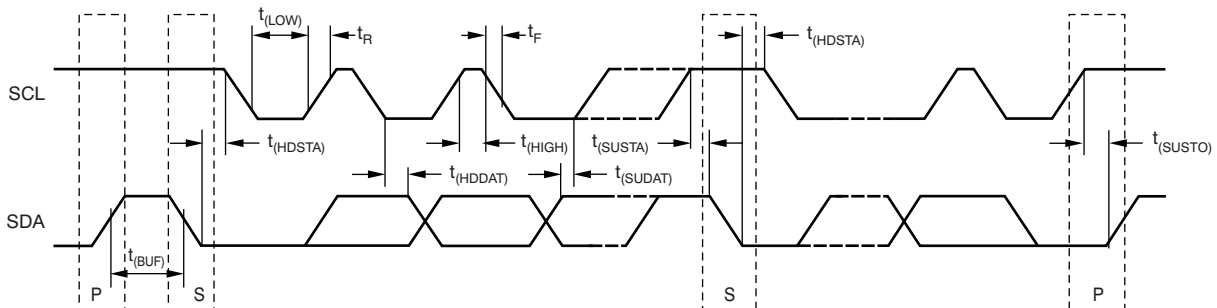 t(LOW)
tR
tF
t(HDSTA)
SCL
t(HDSTA)
t(HIGH)
t(SUSTA)
t(SUSTO)
t(HDDAT)
t(SUDAT)
SDA
t(BUF)
P
S
S
P